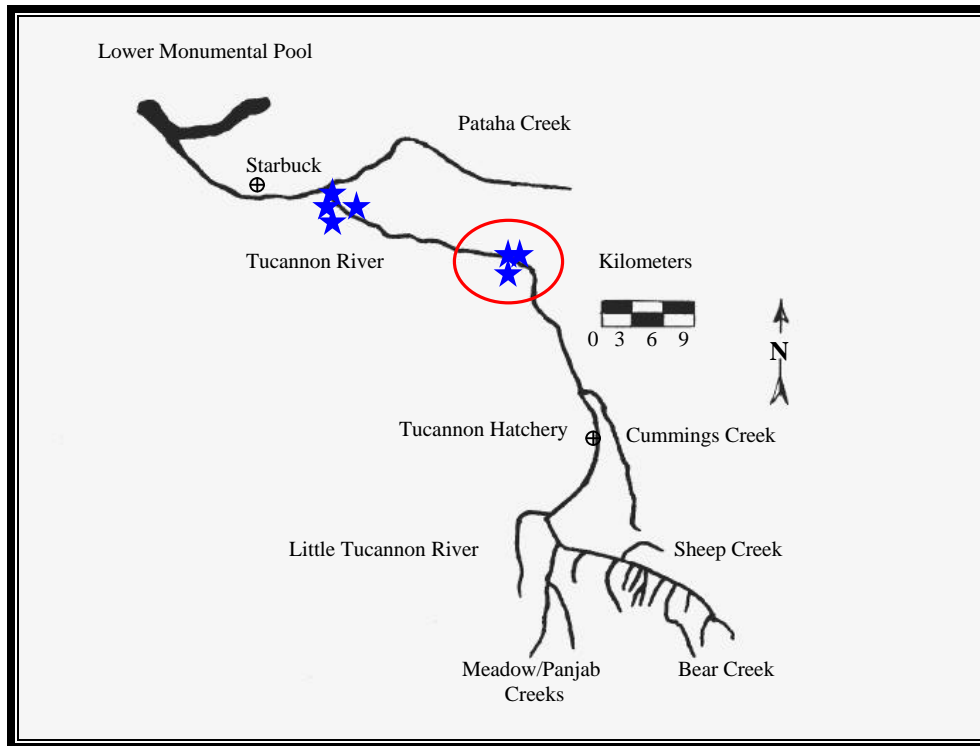 Lower Monumental Pool
Pataha Creek
Starbuck
Tucannon River
Kilometers
0 3 6 9
N
Tucannon Hatchery
Cummings Creek
Little Tucannon River
Sheep Creek
Meadow/Panjab
Creeks
Bear Creek